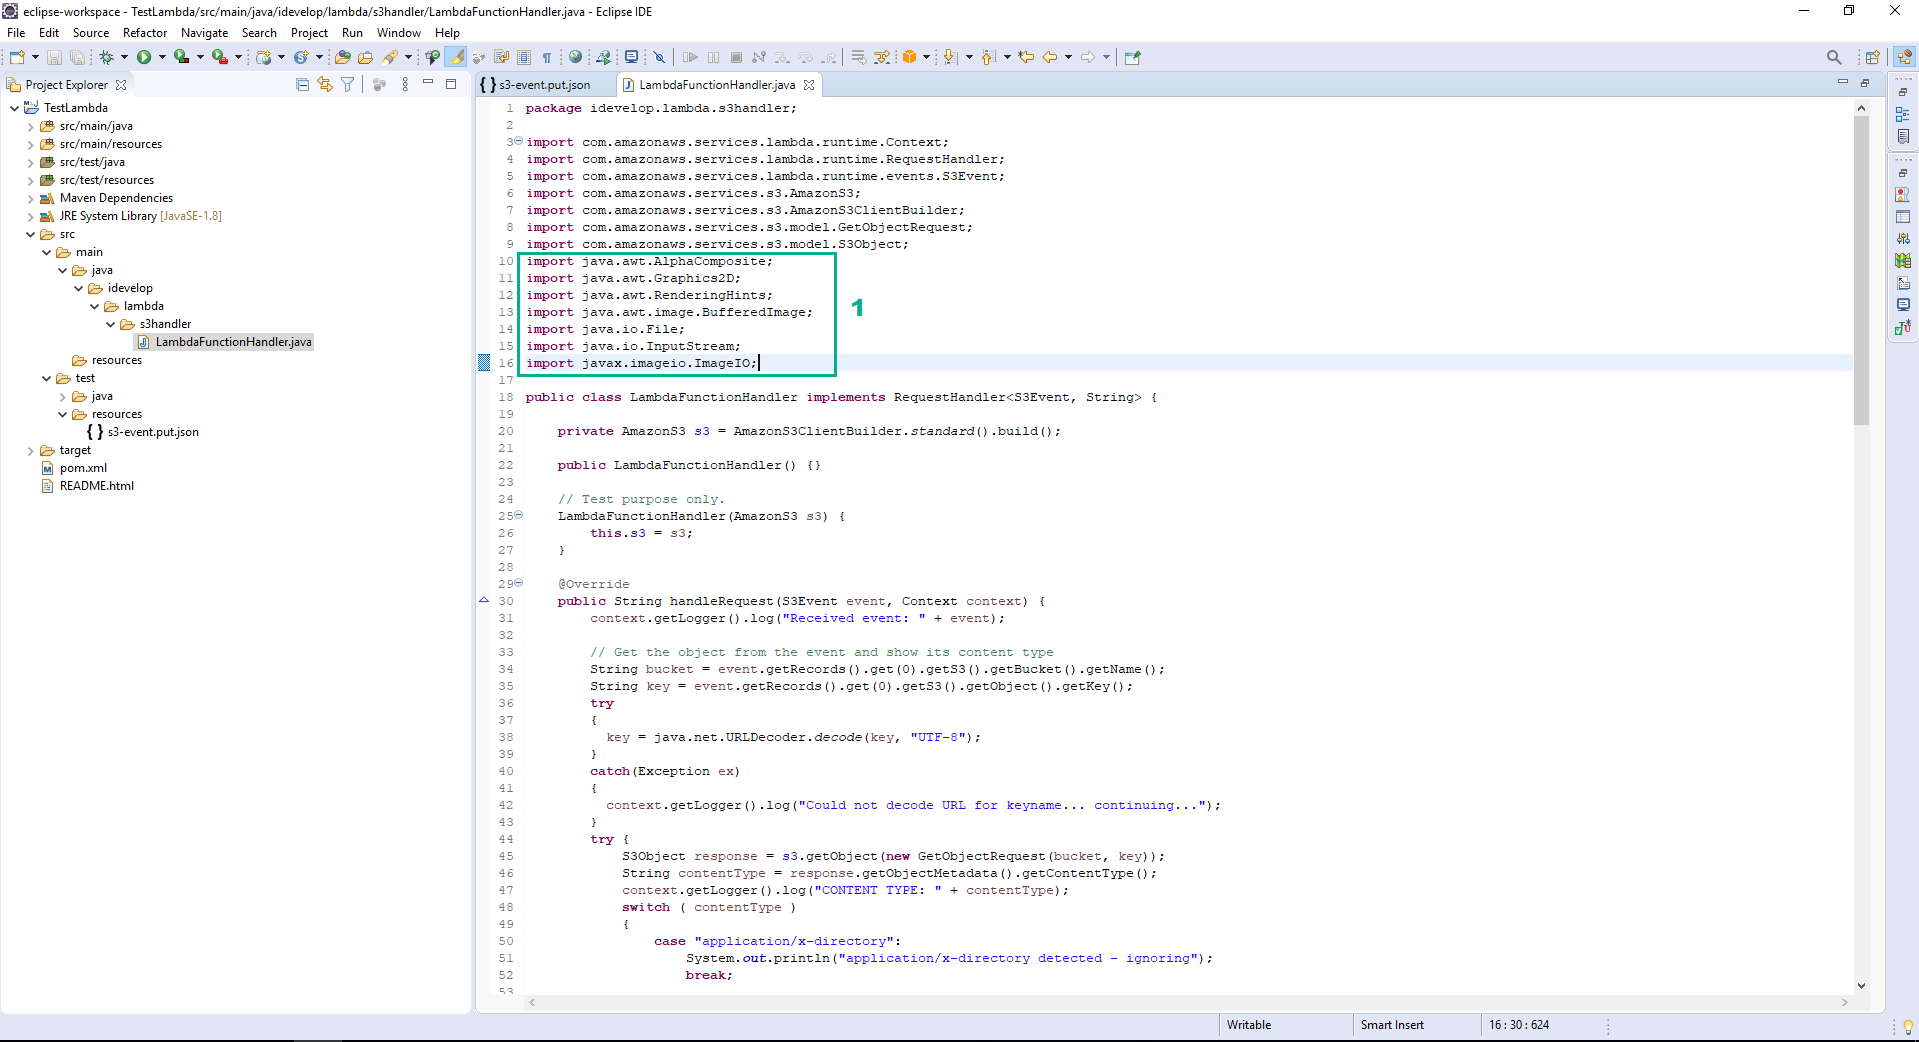 eclipse-workspace - TestLambda/src/main/java/idevelop/lambda/s3handler/LambdaFunctionHandler.java - Eclipse IDE
File Edit Source Refactor Navigate Search Project Run Window Help
Project Explorer
TestLambda
src/main/java
src/main/resources
src/test/java
src/test/resources
Maven Dependencies
JRE System Library [JavaSE-1.8]
src
main
java
idevelop
lambda
s3handler
LambdaFunctionHandler.java
resources
test
java
resources
s3-event.put.json
target
pom.xml
README.html
s3-event.put.json LambdaFunctionHandler.java
1 package idevelop.lambda.s3handler;
2
3 import com.amazonaws.services.lambda.runtime.Context;
4 import com.amazonaws.services.lambda.runtime.RequestHandler;
5 import com.amazonaws.services.lambda.runtime.events.S3Event;
6 import com.amazonaws.services.s3.AmazonS3;
7 import com.amazonaws.services.s3.AmazonS3ClientBuilder;
8 import com.amazonaws.services.s3.model.GetObjectRequest;
9 import com.amazonaws.services.s3.model.S3Object;
10 import java.awt.AlphaComposite;
11 import java.awt.Graphics2D;
12 import java.awt.RenderingHints;
13 import java.awt.image.BufferedImage;
14 import java.io.File;
15 import java.io.InputStream;
16 import javax.imageio.ImageIO;
1
17
18 public class LambdaFunctionHandler implements RequestHandler<S3Event, String> {
19
20     private AmazonS3 s3 = AmazonS3ClientBuilder.standard().build();
21
22     public LambdaFunctionHandler() {}
23
24     // Test purpose only.
25     LambdaFunctionHandler(AmazonS3 s3) {
26         this.s3 = s3;
27     }
28
29     @Override
30     public String handleRequest(S3Event event, Context context) {
31         context.getLogger().log("Received event: " + event);
32
33         // Get the object from the event and show its content type
34         String bucket = event.getRecords().get(0).getS3().getBucket().getName();
35         String key = event.getRecords().get(0).getS3().getObject().getKey();
36         try
37         {
38           key = java.net.URLDecoder.decode(key, "UTF-8");
39         }
40         catch(Exception ex)
41         {
42           context.getLogger().log("Could not decode URL for keyname... continuing...");
43         }
44         try {
45             S3Object response = s3.getObject(new GetObjectRequest(bucket, key));
46             String contentType = response.getObjectMetadata().getContentType();
47             context.getLogger().log("CONTENT TYPE: " + contentType);
48             switch ( contentType )
49             {
50                 case "application/x-directory":
51                     System.out.println("application/x-directory detected - ignoring");
52                     break;
53
Writable Smart Insert 16 : 30 : 624